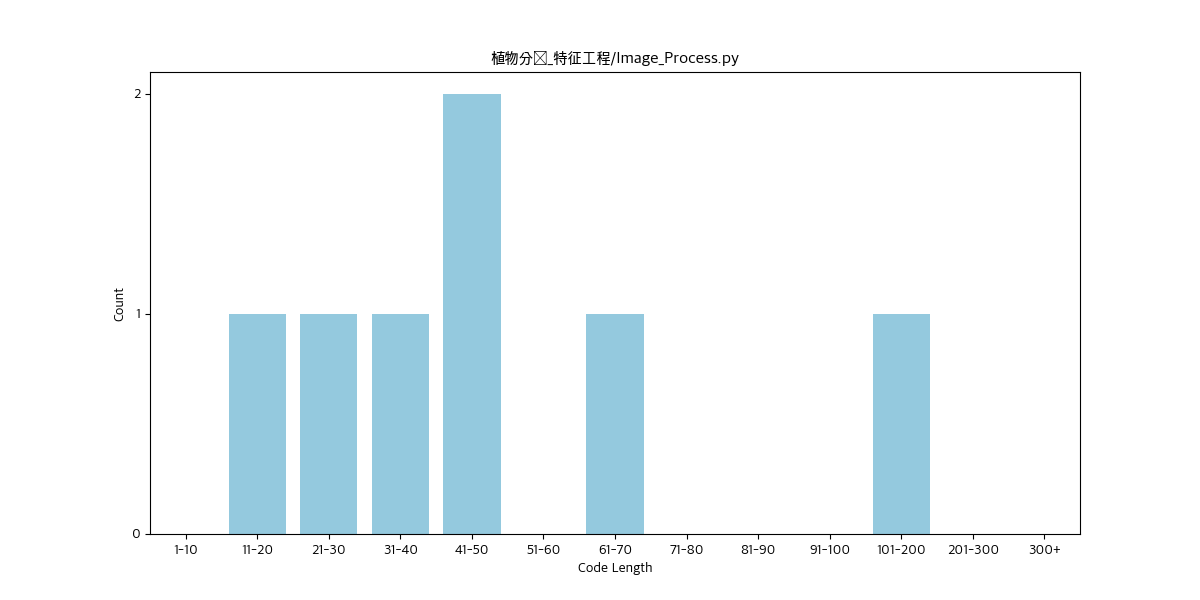 植物分_特征工程/Image_Process.py
2
1
0
Count
1-10 11-20 21-30 31-40 41-50 51-60 61-70 71-80 81-90 91-100 101-200 201-300 300+
Code Length